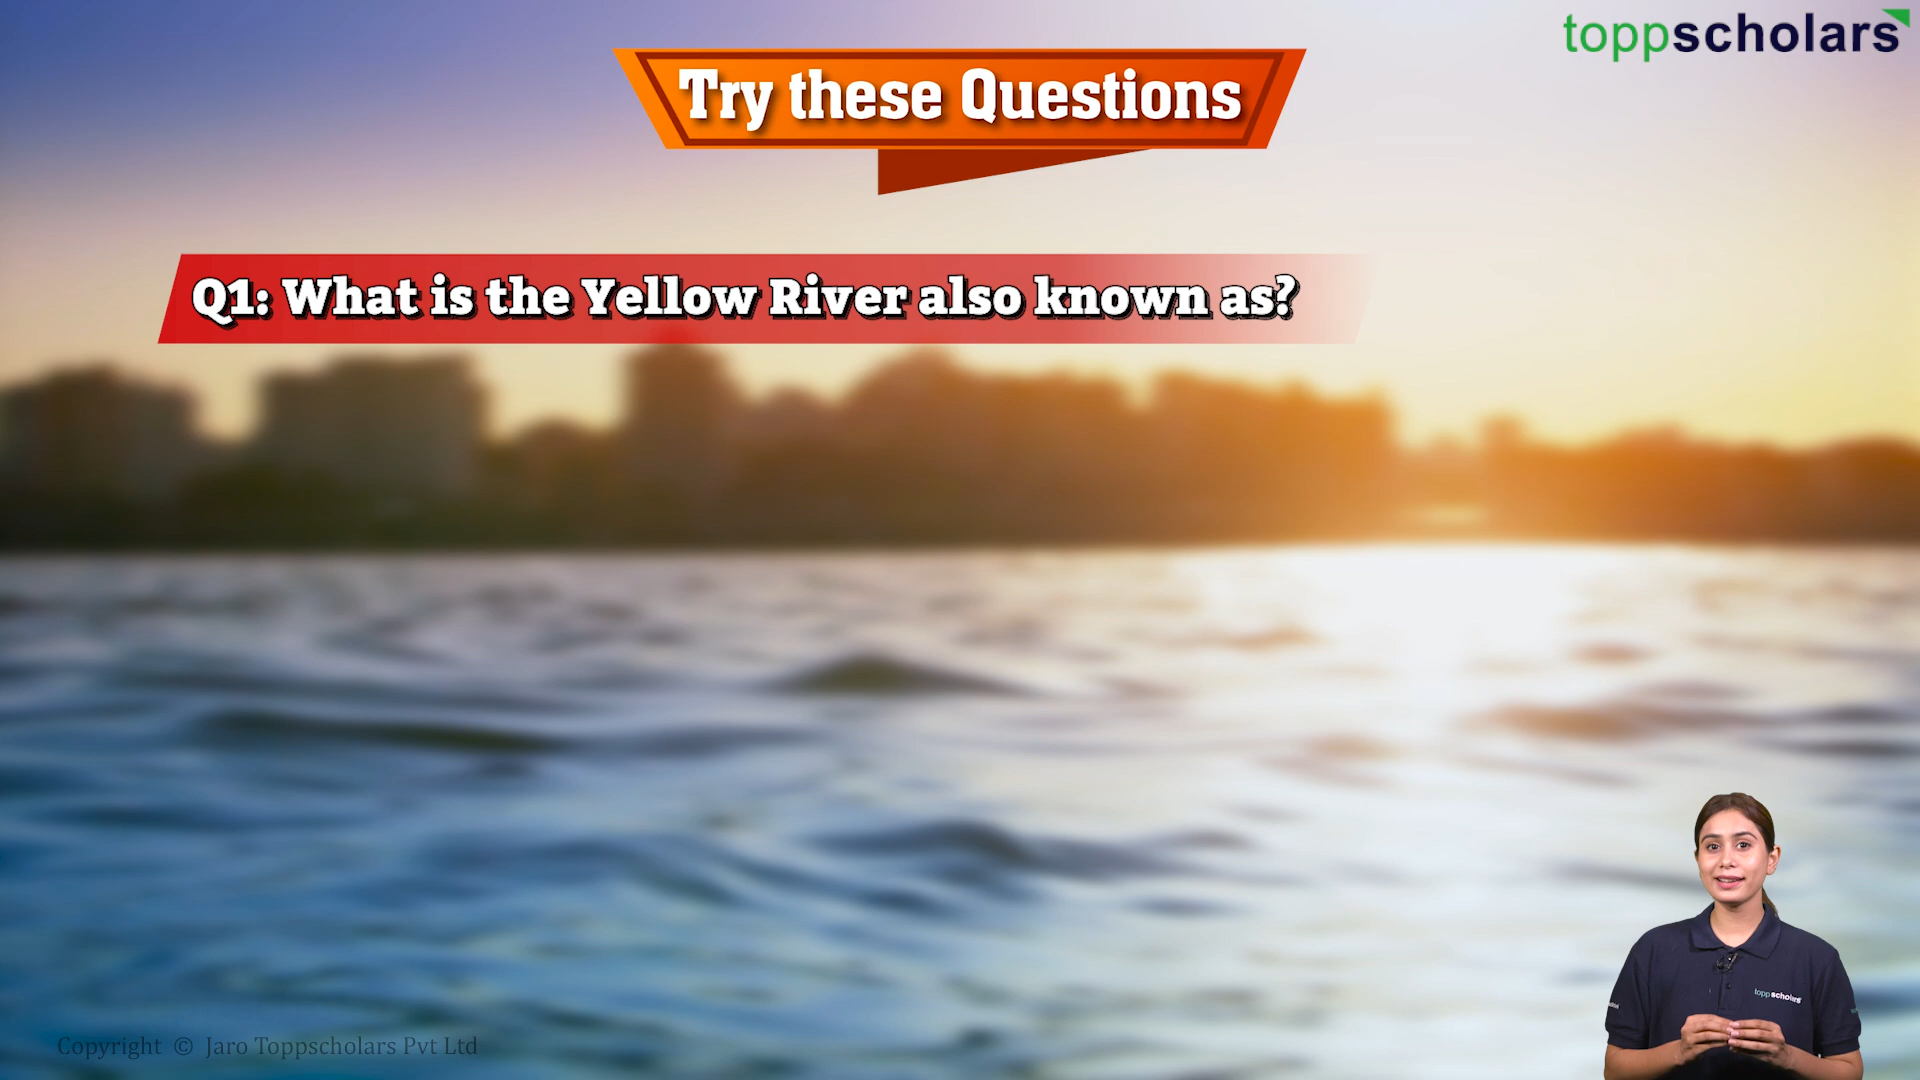 toppscholars
Try these Questions
Q1: What is the Yellow River also known as?
toppscholars
Copyright © Jaro Toppscholars Pvt Ltd